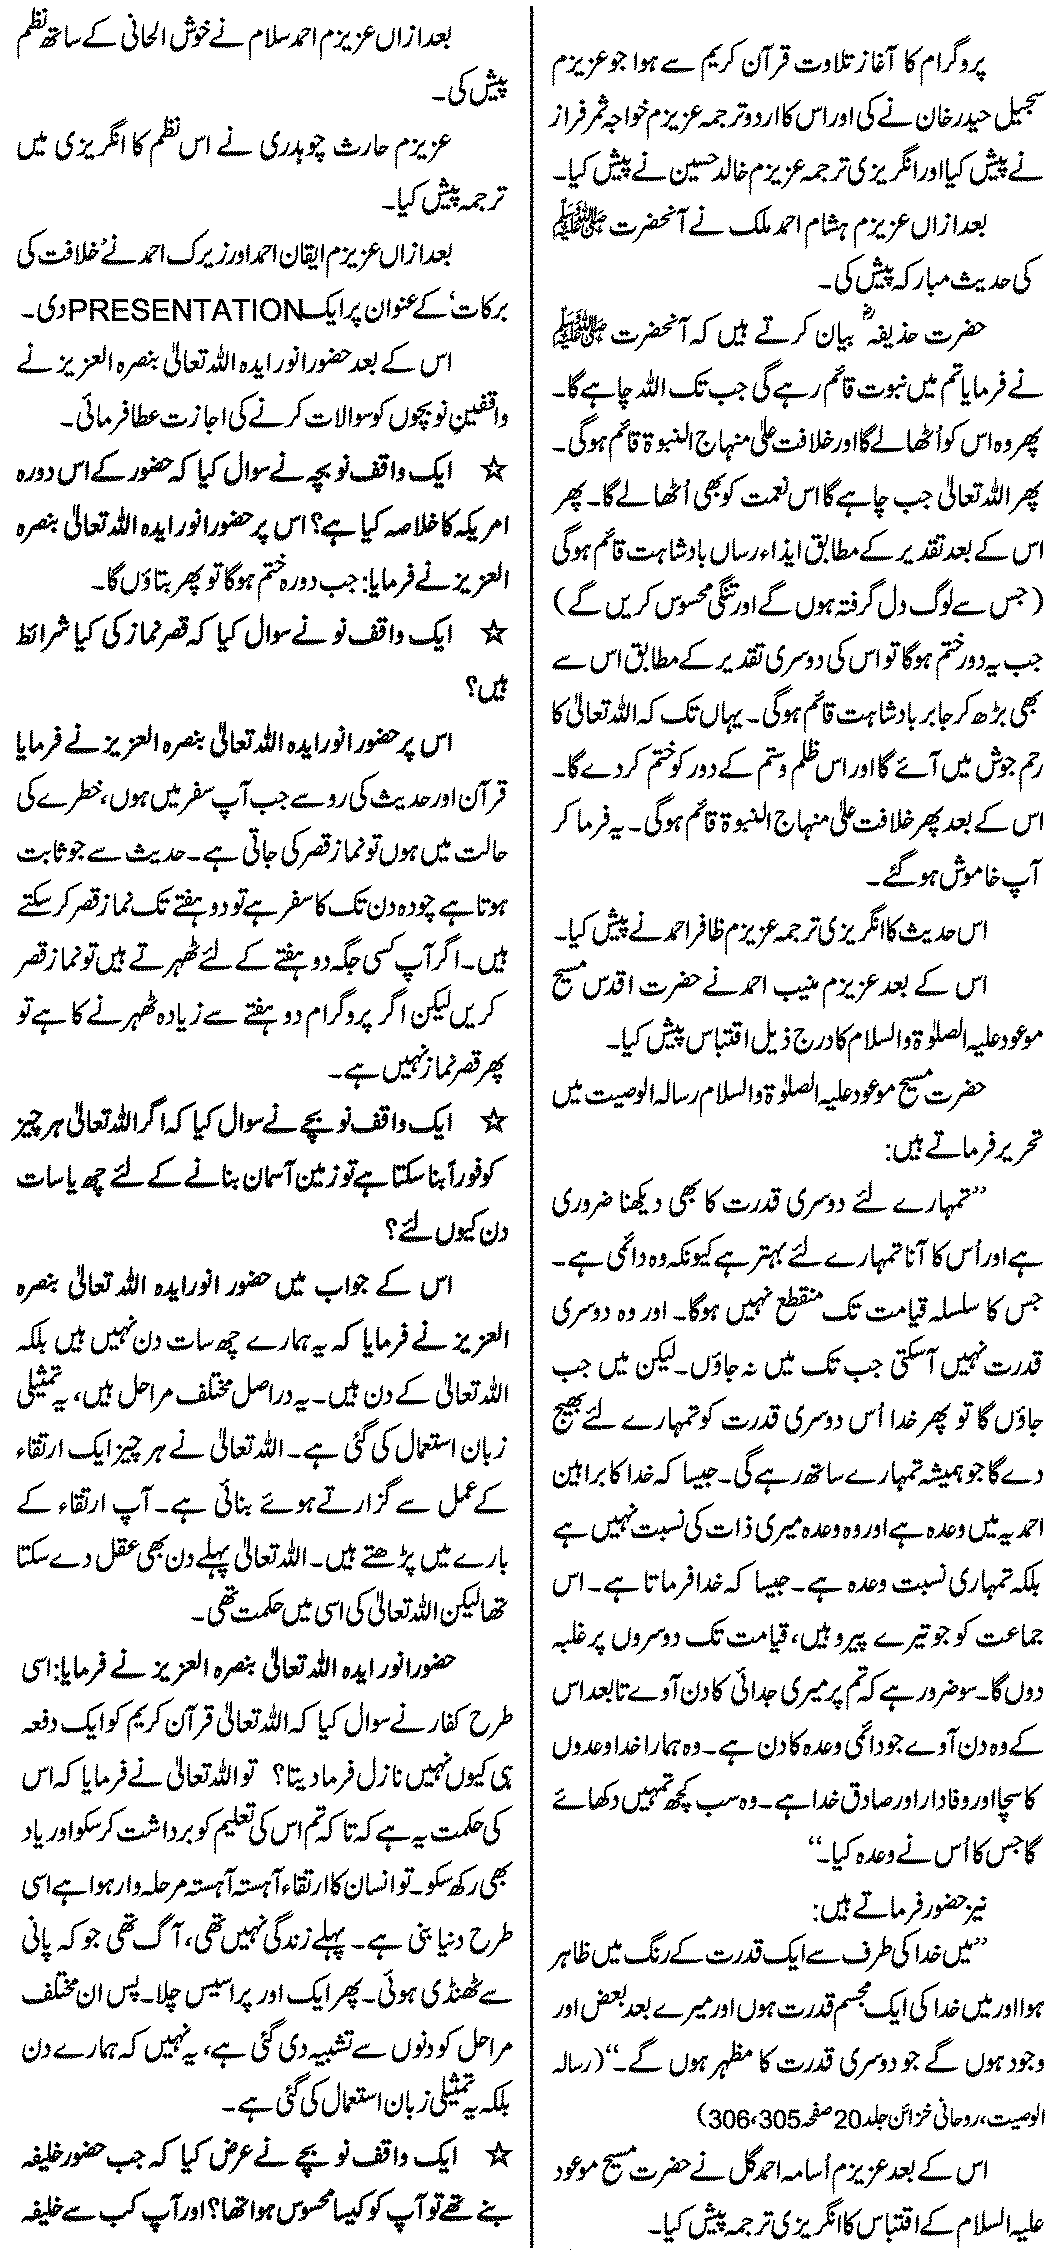 پروگرام کا آغاز تلاوت قرآن کریم سے ہوا جو عزیزم
سجیل حیدر خان نے کی اور اس کا اردو ترجمہ عزیزم خواجہ ثمر فراز
نے پیش کیا اور انگریزی ترجمہ عزیزم خالد حسین نے پیش کیا۔
بعد ازاں عزیزم ہشام احمد ملک نے آنحضرت ﷺ
کی حدیث مبارکہ پیش کی۔
حضرت حذیفہؓ بیان کرتے ہیں کہ آنحضرت ﷺ
نے فرمایا تم میں نبوت قائم رہے گی جب تک اللہ چاہے گا۔
پھر وہ اس کو اُٹھا لے گا اور خلافت علیٰ منہاج النبوۃ قائم ہوگی۔
پھر اللہ تعالیٰ جب چاہے گا اس نعمت کو بھی اُٹھا لے گا۔ پھر
اس کے بعد تقدیر کے مطابق ایذاء رساں بادشاہت قائم ہوگی
(جس سے لوگ دل گرفتہ ہوں گے اور تنگی محسوس کریں گے)
جب یہ دور ختم ہوگا تو اس کی دوسری تقدیر کے مطابق اس سے
بھی بڑھ کر جابر بادشاہت قائم ہوگی۔ یہاں تک کہ اللہ تعالیٰ کا
رحم جوش میں آئے گا اور اس ظلم و ستم کے دور کو ختم کردے گا۔
اس کے بعد پھر خلافت علیٰ منہاج النبوۃ قائم ہوگی۔ یہ فرما کر
آپ خاموش ہوگئے۔
اس حدیث کا انگریزی ترجمہ عزیزم ظافر احمد نے پیش کیا۔
اس کے بعد عزیزم منیب احمد نے حضرت اقدس مسیح
موعود علیہ الصلوٰۃ والسلام کا درج ذیل اقتباس پیش کیا۔
حضرت مسیح موعود علیہ الصلوٰۃ والسلام رسالہ الوصیت میں
تحریر فرماتے ہیں:
”تمہارے لئے دوسری قدرت کا بھی دیکھنا ضروری
ہے اور اُس کا آنا تمہارے لئے بہتر ہے کیونکہ وہ دائمی ہے۔
جس کا سلسلہ قیامت تک منقطع نہیں ہوگا۔ اور وہ دوسری
قدرت نہیں آسکتی جب تک میں نہ جاؤں۔ لیکن میں جب
جاؤں گا تو پھر خدا اُس دوسری قدرت کو تمہارے لئے بھیج
دے گا جو ہمیشہ تمہارے ساتھ رہے گی۔ جیسا کہ خدا کا براہین
احمدیہ میں وعدہ ہے اور وہ وعدہ میری ذات کی نسبت نہیں ہے
بلکہ تمہاری نسبت وعدہ ہے۔ جیسا کہ خدا فرماتا ہے۔ اس
جماعت کو جو تیرے پیرو ہیں، قیامت تک دوسروں پر غلبہ
دوں گا۔ سو ضرور ہے کہ تم پر میری جدائی کا دن آوے تا بعد اس
کے وہ دن آوے جو دائمی وعدہ کا دن ہے۔ وہ ہمارا خدا وعدوں
کا سچا اور وفادار اور صادق خدا ہے۔ وہ سب کچھ تمہیں دکھائے
گا جس کا اُس نے وعدہ کیا۔“
نیز حضور فرماتے ہیں:
”میں خدا کی طرف سے ایک قدرت کے رنگ میں ظاہر
ہوا اور میں خدا کی ایک مجسم قدرت ہوں اور میرے بعد بعض اور
وجود ہوں گے جو دوسری قدرت کا مظہر ہوں گے۔“ (رسالہ
الوصیت، روحانی خزائن جلد 20 صفحہ 305، 306)
اس کے بعد عزیزم اُسامہ احمد گل نے حضرت مسیح موعود
علیہ السلام کے اقتباس کا انگریزی ترجمہ پیش کیا۔
بعد ازاں عزیزم احمد سلام نے خوش الحانی کے ساتھ نظم
پیش کی۔
عزیزم حارث چوہدری نے اس نظم کا انگریزی میں
ترجمہ پیش کیا۔
بعد ازاں عزیزم ایقان احمد اور زیرک احمد نے ’خلافت کی
برکات‘ کے عنوان پر ایک PRESENTATION دی۔
اس کے بعد حضور انور ایدہ اللہ تعالیٰ بنصرہ العزیز نے
واقفین نو بچوں کو سوالات کرنے کی اجازت عطا فرمائی۔
☆ ایک واقف نو بچہ نے سوال کیا کہ حضور کے اس دورہ
امریکہ کا خلاصہ کیا ہے؟ اس پر حضور انور ایدہ اللہ تعالیٰ بنصرہ
العزیز نے فرمایا: جب دورہ ختم ہوگا تو پھر بتاؤں گا۔
☆ ایک واقف نو نے سوال کیا کہ قصر نماز کی کیا شرائط
ہیں؟
اس پر حضور انور ایدہ اللہ تعالیٰ بنصرہ العزیز نے فرمایا
قرآن اور حدیث کی رو سے جب آپ سفر میں ہوں، خطرے کی
حالت میں ہوں تو نماز قصر کی جاتی ہے۔ حدیث سے جو ثابت
ہوتا ہے چودہ دن تک کا سفر ہے تو دو ہفتے تک نماز قصر کر سکتے
ہیں۔ اگر آپ کسی جگہ دو ہفتے کے لئے ٹھہرتے ہیں تو نماز قصر
کریں لیکن اگر پروگرام دو ہفتے سے زیادہ ٹھہرنے کا ہے تو
پھر قصر نماز نہیں ہے۔
☆ ایک واقف نو بچے نے سوال کیا کہ اگر اللہ تعالیٰ ہر چیز
کو فوراً بنا سکتا ہے تو زمین آسمان بنانے کے لئے چھ یا سات
دن کیوں لئے؟
اس کے جواب میں حضور انور ایدہ اللہ تعالیٰ بنصرہ
العزیز نے فرمایا کہ یہ ہمارے چھ سات دن نہیں ہیں بلکہ
اللہ تعالیٰ کے دن ہیں۔ یہ دراصل مختلف مراحل ہیں، یہ تمثیلی
زبان استعمال کی گئی ہے۔ اللہ تعالیٰ نے ہر چیز ایک ارتقاء
کے عمل سے گزارتے ہوئے بنائی ہے۔ آپ ارتقاء کے
بارے میں پڑھتے ہیں۔ اللہ تعالیٰ پہلے دن بھی عقل دے سکتا
تھا لیکن اللہ تعالیٰ کی اسی میں حکمت تھی۔
حضور انور ایدہ اللہ تعالیٰ بنصرہ العزیز نے فرمایا: اسی
طرح کفار نے سوال کیا کہ اللہ تعالیٰ قرآن کریم کو ایک دفعہ
ہی کیوں نہیں نازل فرما دیتا؟ تو اللہ تعالیٰ نے فرمایا کہ اس
کی حکمت یہ ہے کہ تا کہ تم اس کی تعلیم کو برداشت کر سکو اور یاد
بھی رکھ سکو۔ تو انسان کا ارتقاء آہستہ آہستہ مرحلہ وار ہوا ہے اسی
طرح دنیا بنی ہے۔ پہلے زندگی نہیں تھی، آگ تھی جو کہ پانی
سے ٹھنڈی ہوئی۔ پھر ایک اور پراسیس چلا۔ پس ان مختلف
مراحل کو دنوں سے تشبیہ دی گئی ہے، یہ نہیں کہ ہمارے دن
بلکہ یہ تمثیلی زبان استعمال کی گئی ہے۔
☆ ایک واقف نو بچے نے عرض کیا کہ جب حضور خلیفہ
بنے تھے تو آپ کو کیسا محسوس ہوا تھا؟ اور آپ کب سے خلیفہ